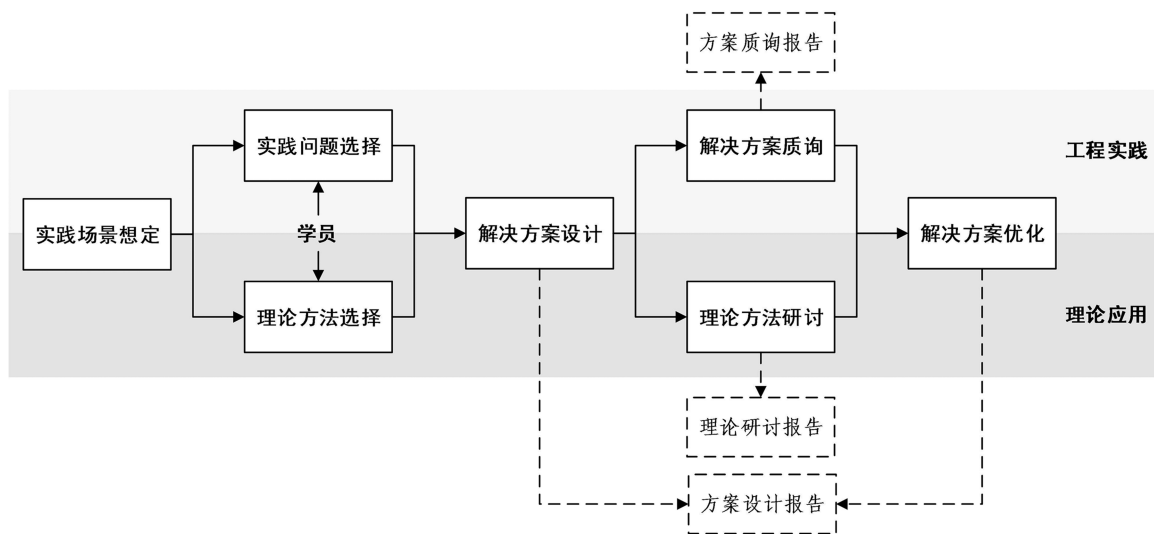 方案质询报告
实践问题选择
解决方案质询
工程实践
实践场景想定
学员
解决方案设计
解决方案优化
理论方法选择
理论方法研讨
理论应用
理论研讨报告
方案设计报告